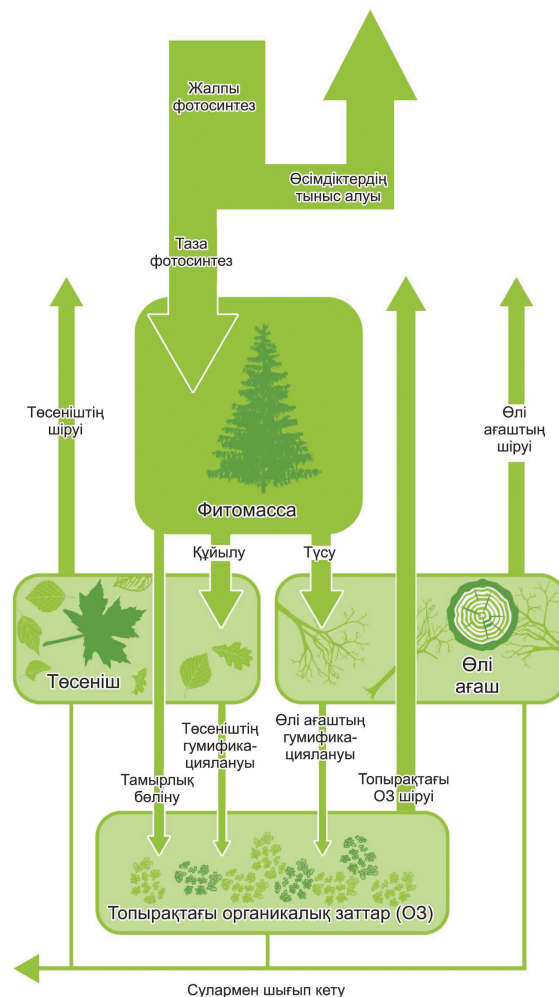 Жалпы
фотосинтез
Өсімдіктердің
тыныс алуы
Таза
фотосинтез
Төсеніштің
шіруі
Өлі
ағаштың
шіруі
Фитомасса
Құйылу
Түсу
Төсеніш
Өлі
ағаш
Төсеніштің
гумифика-
циялануы
Өлі ағаштың
гумифика-
циялануы
Тамырлық
бөліну
Топырақтағы
ОЗ шіруі
Топырақтағы органикалық заттар (ОЗ)
Сулармен шығып кету